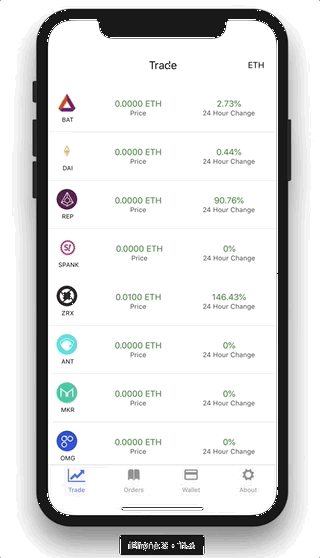 Trade ETH
0.0000 ETH 2.73%
BAT Price 24 Hour Change
0.0000 ETH 0.44%
DAI Price 24 Hour Change
0.0000 ETH 90.76%
REP Price 24 Hour Change
0.0000 ETH 0%
SPANK Price 24 Hour Change
0.0100 ETH 146.43%
ZRX Price 24 Hour Change
0.0000 ETH 0%
ANT Price 24 Hour Change
0.0000 ETH 0%
MKR Price 24 Hour Change
0.0000 ETH 0%
OMG Price 24 Hour Change
Trade Orders Wallet About